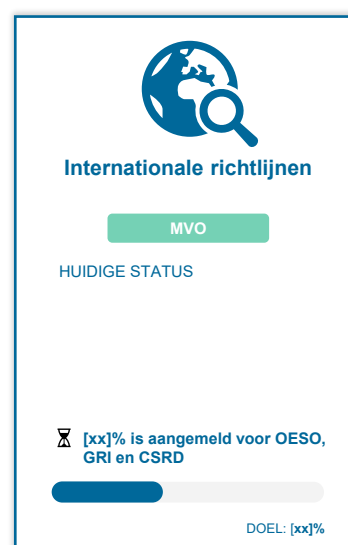 Internationale richtlijnen
MVO
HUIDIGE STATUS
[xx]% is aangemeld voor OESO,
GRI en CSRD
DOEL: [xx]%